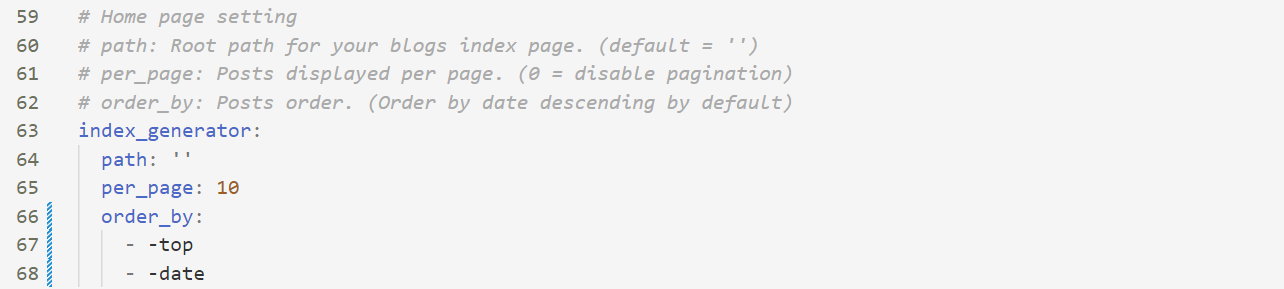 59 # Home page setting
60 # path: Root path for your blogs index page. (default = '')
61 # per_page: Posts displayed per page. (0 = disable pagination)
62 # order_by: Posts order. (Order by date descending by default)
63 index_generator:
64   path: ''
65   per_page: 10
66   order_by:
67     - -top
68     - -date